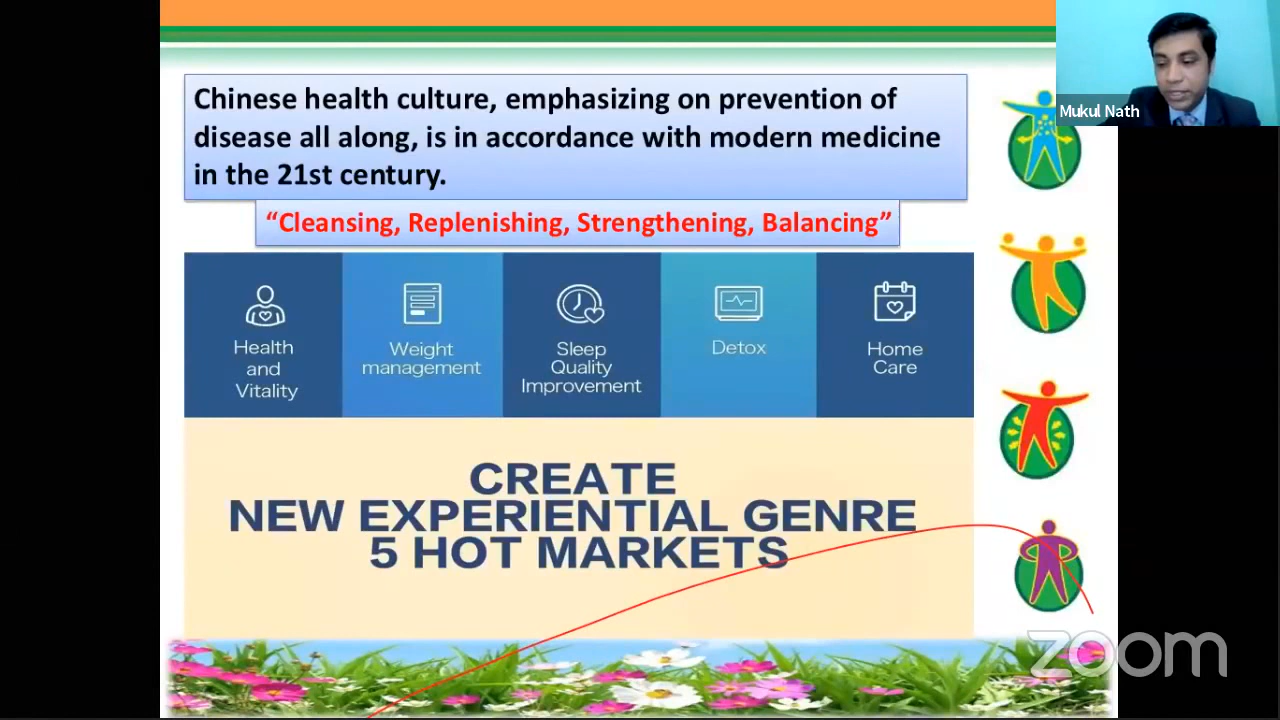 Chinese health culture, emphasizing on prevention of
disease all along, is in accordance with modern medicine
in the 21st century.
“Cleansing, Replenishing, Strengthening, Balancing”
Health
and
Vitality
Weight
management
Sleep
Quality
Improvement
Detox
Home
Care
CREATE
NEW EXPERIENTIAL GENRE
5 HOT MARKETS
Mukul Nath
zoom